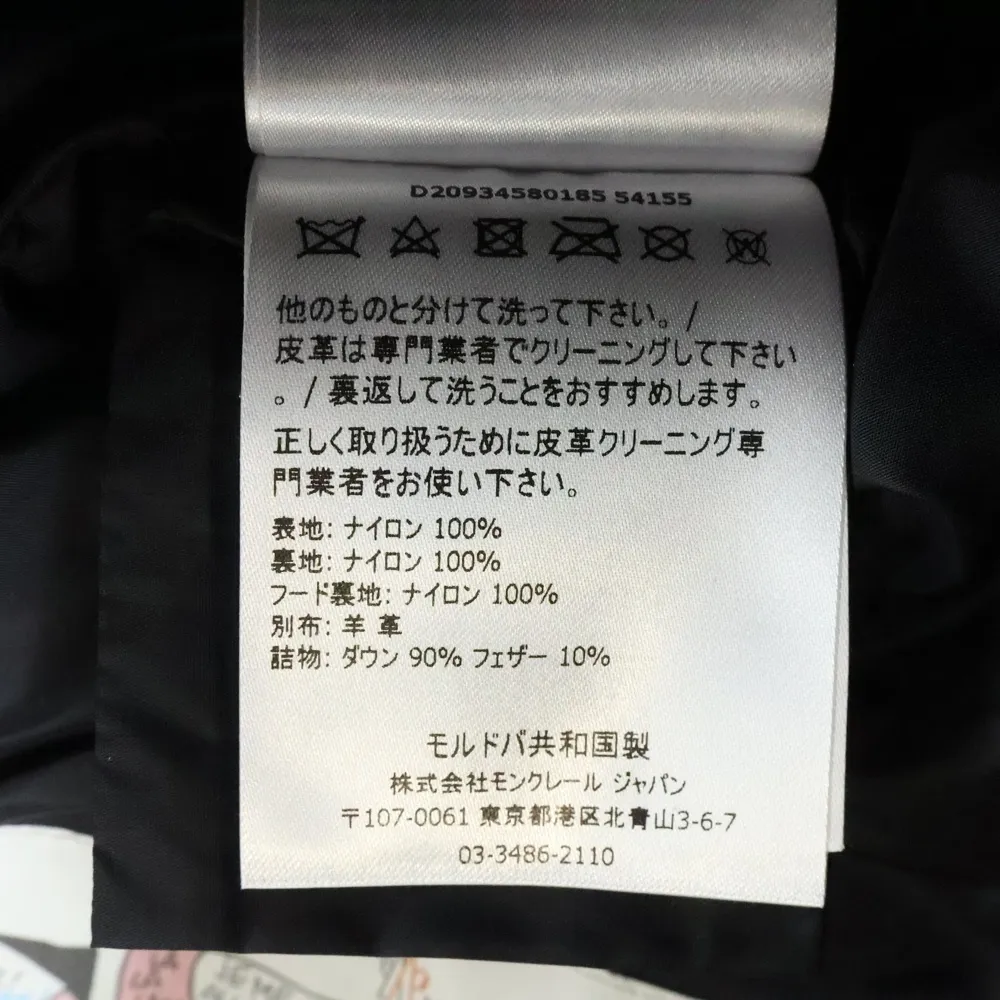 D20934580185 54155
他のものと分けて洗って下さい。/
皮革は専門業者でクリーニングして下さい
。/ 裏返して洗うことをおすすめします。
正しく取り扱うために皮革クリーニング専
門業者をお使い下さい。
表地: ナイロン 100%
裏地: ナイロン 100%
フード裏地: ナイロン 100%
別布: 羊 革
詰物: ダウン 90% フェザー 10%
モルドバ共和国製
株式会社モンクレール ジャパン
〒107-0061 東京都港区北青山3-6-7
03-3486-2110